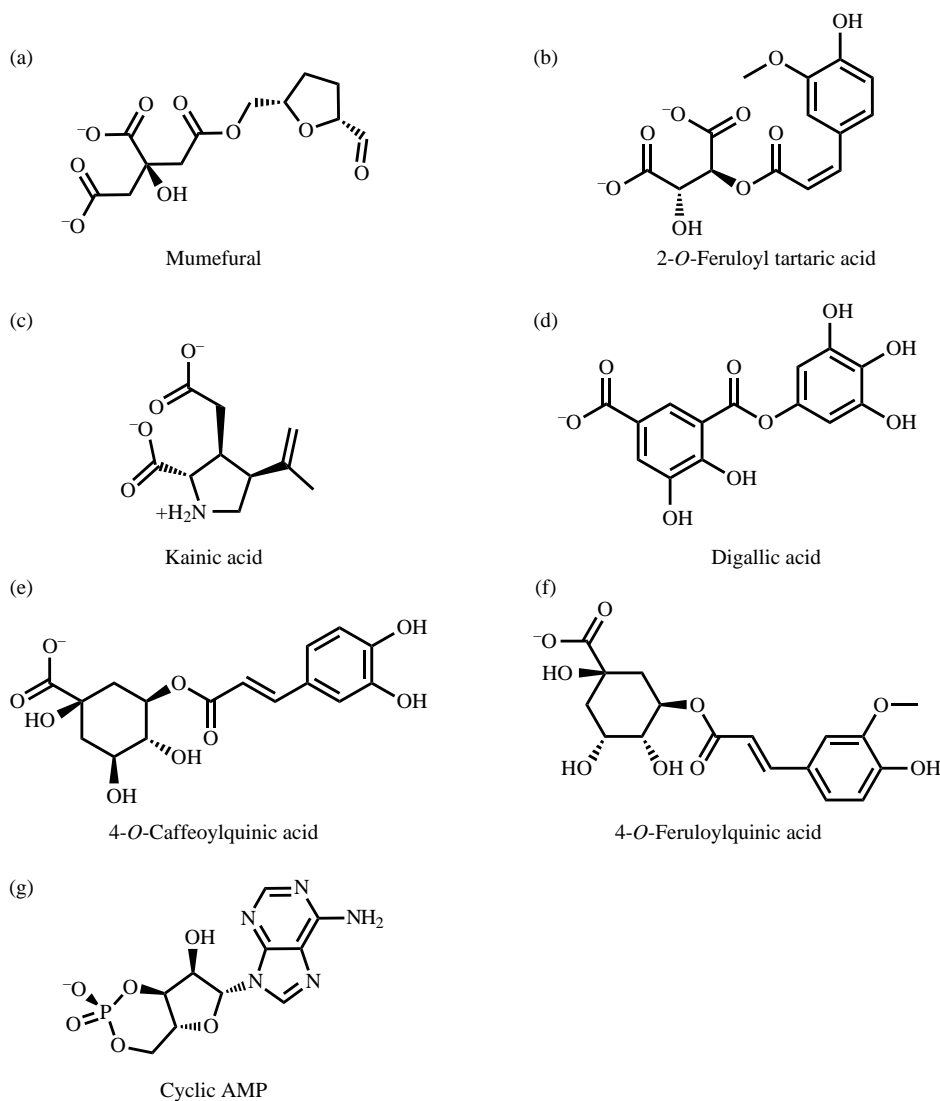 (a)
O
O
O
⁻O
O
O
O
OH
⁻O
O
Mumefural
(b)
OH
O
O
⁻O
O
O
⁻O
O
OH
2-O-Feruloyl tartaric acid
(c)
O⁻
O
⁻O
O
+H₂N
Kainic acid
(d)
OH
OH
O
O
⁻O
O
OH
OH
OH
Digallic acid
(e)
OH
O⁻
O
OH
O
HO
O
OH
OH
4-O-Caffeoylquinic acid
(f)
O
⁻O
HO
O
O
O
HO
OH
OH
4-O-Feruloylquinic acid
(g)
N
N
NH₂
OH
N
N
⁻O
O
P
O
O
O
Cyclic AMP